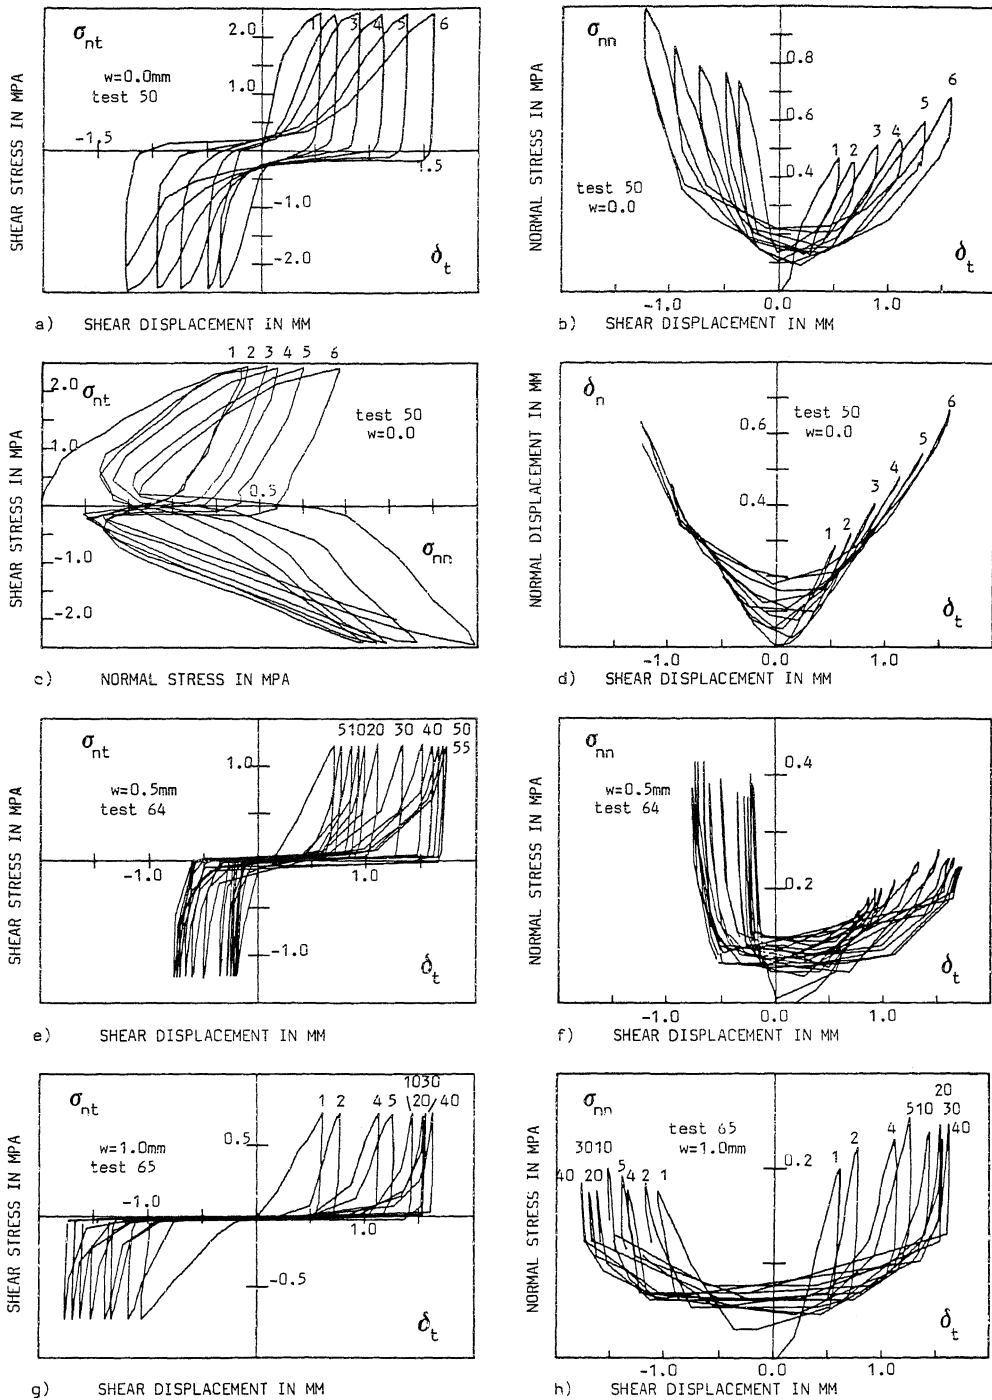 σnt
2.0
1 3 4 5 6
w=0.0mm
test 50
1.0
-1,5
.5
-1.0
-2.0
δt
SHEAR STRESS IN MPA
a) SHEAR DISPLACEMENT IN MM
σnn
0.8
0.6
0.4
1 2 3 4 5 6
test 50
w=0.0
δt
-1.0 0.0 1.0
NORMAL STRESS IN MPA
b) SHEAR DISPLACEMENT IN MM
1 2 3 4 5 6
2.0
σnt
test 50
w=0.0
1.0
0.5
σnn
-1.0
-2.0
SHEAR STRESS IN MPA
c) NORMAL STRESS IN MPA
δn
test 50
w=0.0
0.6
0.4
1 2 3 4 5 6
δt
-1.0 0.0 1.0
NORMAL DISPLACEMENT IN MM
d) SHEAR DISPLACEMENT IN MM
σnt
5 10 20 30 40 50
55
1.0
w=0.5mm
test 64
-1.0
1.0
-1.0
δt
SHEAR STRESS IN MPA
e) SHEAR DISPLACEMENT IN MM
σnn
0.4
w=0.5mm
test 64
0.2
δt
-1.0 0.0 1.0
NORMAL STRESS IN MPA
f) SHEAR DISPLACEMENT IN MM
σnt
1030
1 2 4 5 20 40
0.5
w=1.0mm
test 65
-1.0
1.0
-0.5
δt
SHEAR STRESS IN MPA
g) SHEAR DISPLACEMENT IN MM
σnn
20
test 65
w=1.0mm
510 30
40
3010
40 20 5 4 2 1
0.2
1 2 4
δt
-1.0 0.0 1.0
NORMAL STRESS IN MPA
h) SHEAR DISPLACEMENT IN MM